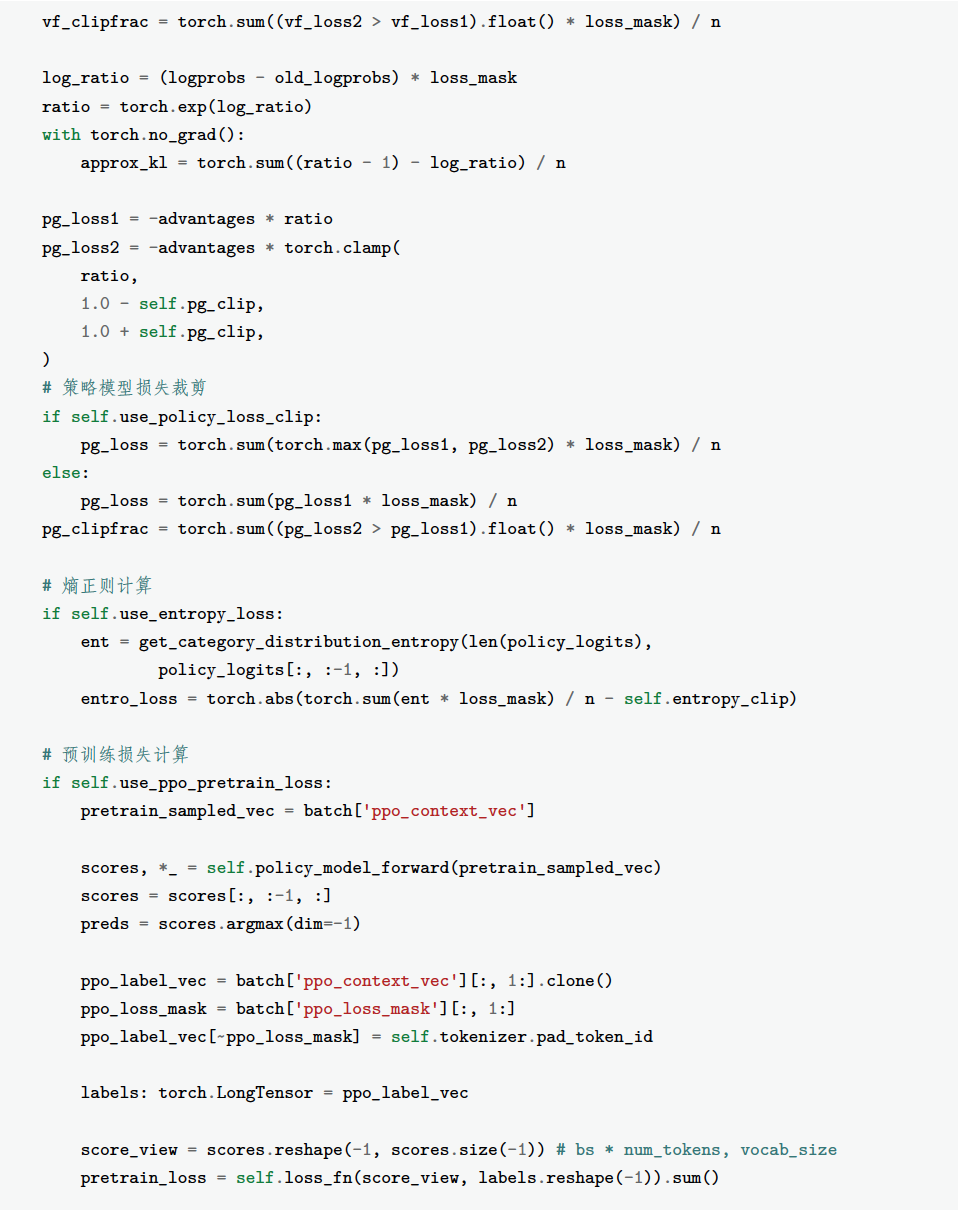 vf_clipfrac = torch.sum((vf_loss2 > vf_loss1).float() * loss_mask) / n
log_ratio = (logprobs - old_logprobs) * loss_mask
ratio = torch.exp(log_ratio)
with torch.no_grad():
    approx_kl = torch.sum((ratio - 1) - log_ratio) / n
pg_loss1 = -advantages * ratio
pg_loss2 = -advantages * torch.clamp(
    ratio,
    1.0 - self.pg_clip,
    1.0 + self.pg_clip,
)
# 策略模型损失裁剪
if self.use_policy_loss_clip:
    pg_loss = torch.sum(torch.max(pg_loss1, pg_loss2) * loss_mask) / n
else:
    pg_loss = torch.sum(pg_loss1 * loss_mask) / n
pg_clipfrac = torch.sum((pg_loss2 > pg_loss1).float() * loss_mask) / n
# 熵正则计算
if self.use_entropy_loss:
    ent = get_category_distribution_entropy(len(policy_logits),
            policy_logits[:, :-1, :])
    entro_loss = torch.abs(torch.sum(ent * loss_mask) / n - self.entropy_clip)
# 预训练损失计算
if self.use_ppo_pretrain_loss:
    pretrain_sampled_vec = batch['ppo_context_vec']
    scores, *_ = self.policy_model_forward(pretrain_sampled_vec)
    scores = scores[:, :-1, :]
    preds = scores.argmax(dim=-1)
    ppo_label_vec = batch['ppo_context_vec'][:, 1:].clone()
    ppo_loss_mask = batch['ppo_loss_mask'][:, 1:]
    ppo_label_vec[~ppo_loss_mask] = self.tokenizer.pad_token_id
    labels: torch.LongTensor = ppo_label_vec
    score_view = scores.reshape(-1, scores.size(-1)) # bs * num_tokens, vocab_size
    pretrain_loss = self.loss_fn(score_view, labels.reshape(-1)).sum()